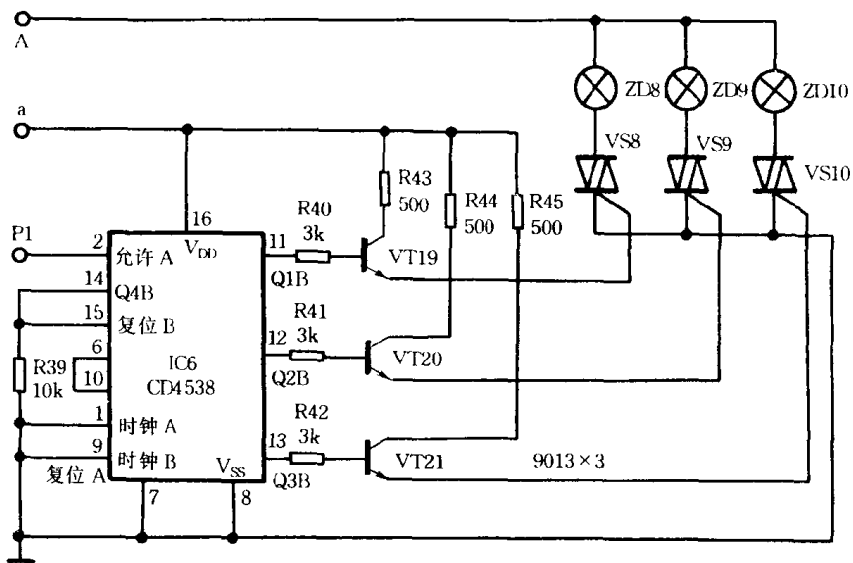 A
ZD8
ZD9
ZD10
a
VS8
VS9
VS10
R43
500
R44
500
R45
500
16
R40
3k
P1
2
允许 A
VDD
11
Q1B
VT19
14
Q4B
15
复位 B
R41
3k
12
Q2B
VT20
R39
10k
6
10
IC6
CD4538
R42
3k
1
时钟 A
13
Q3B
VT21
9013×3
9
时钟 B
复位 A
VSS
7
8